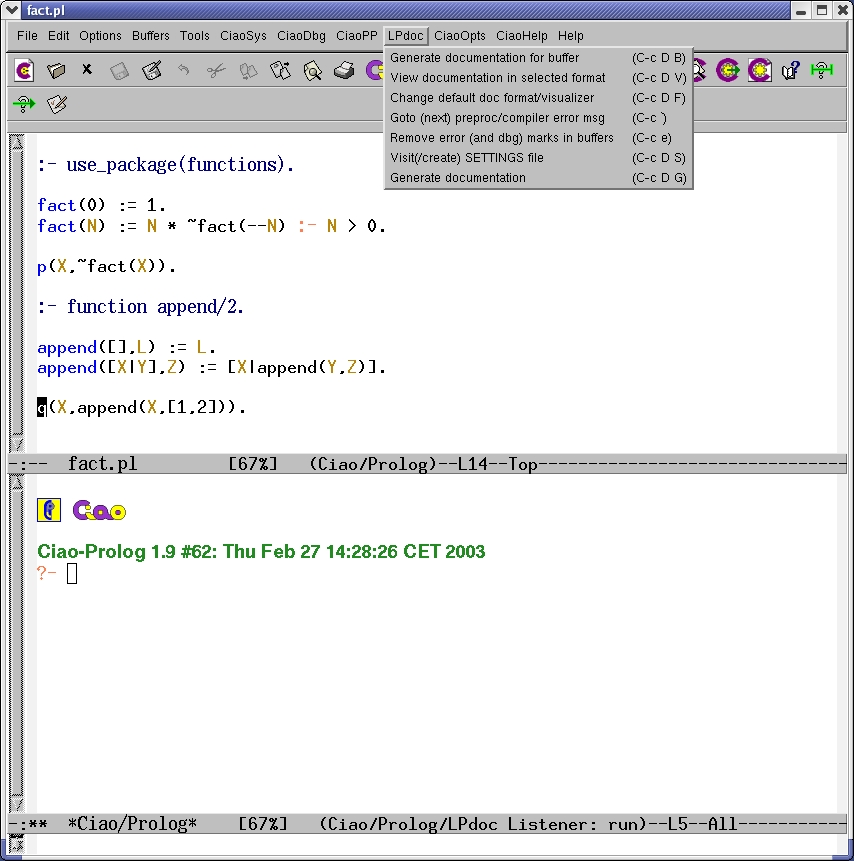 fact.pl
File Edit Options Buffers Tools CiaoSys CiaoDbg CiaoPP LPdoc CiaoOpts CiaoHelp Help
Generate documentation for buffer (C-c D B)
View documentation in selected format (C-c D V)
Change default doc format/visualizer (C-c D F)
Goto (next) preproc/compiler error msg (C-c `)
Remove error (and dbg) marks in buffers (C-c e)
Visit(/create) SETTINGS file (C-c D S)
Generate documentation (C-c D G)
:- use_package(functions).
fact(0) := 1.
fact(N) := N * ~fact(--N) :- N > 0.
p(X,~fact(X)).
:- function append/2.
append([],L) := L.
append([X|Y],Z) := [X|append(Y,Z)].
q(X,append(X,[1,2])).
-:-- fact.pl [67%] (Ciao/Prolog)--L14--Top------------------------------
Ciao
Ciao-Prolog 1.9 #62: Thu Feb 27 14:28:26 CET 2003
?-
-:** *Ciao/Prolog* [67%] (Ciao/Prolog/LPdoc Listener: run)--L5--All-----------